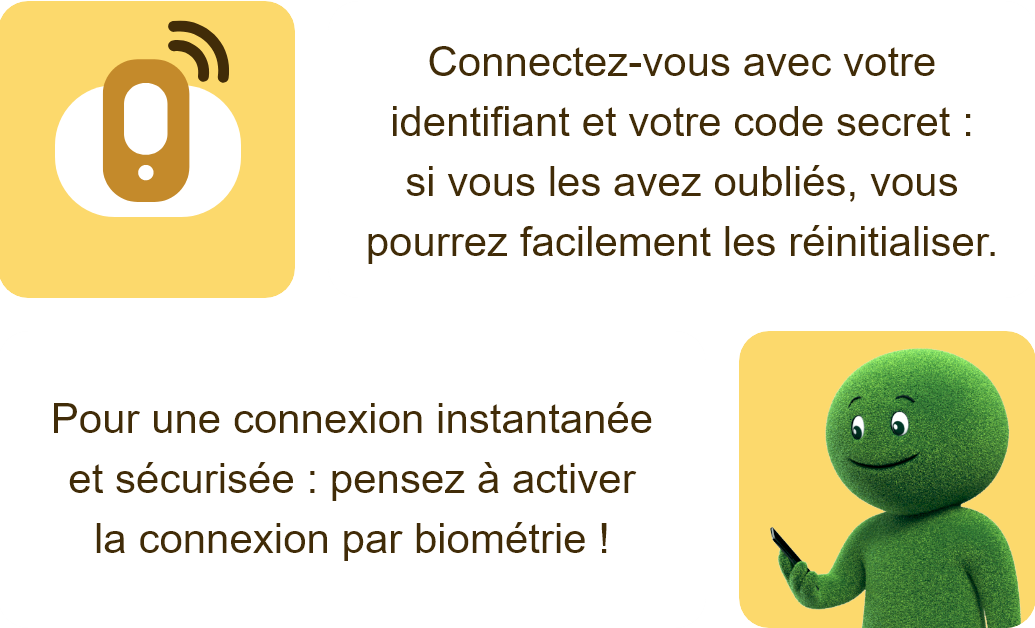 Connectez-vous avec votre
identifiant et votre code secret :
si vous les avez oubliés, vous
pourrez facilement les réinitialiser.
Pour une connexion instantanée
et sécurisée : pensez à activer
la connexion par biométrie !